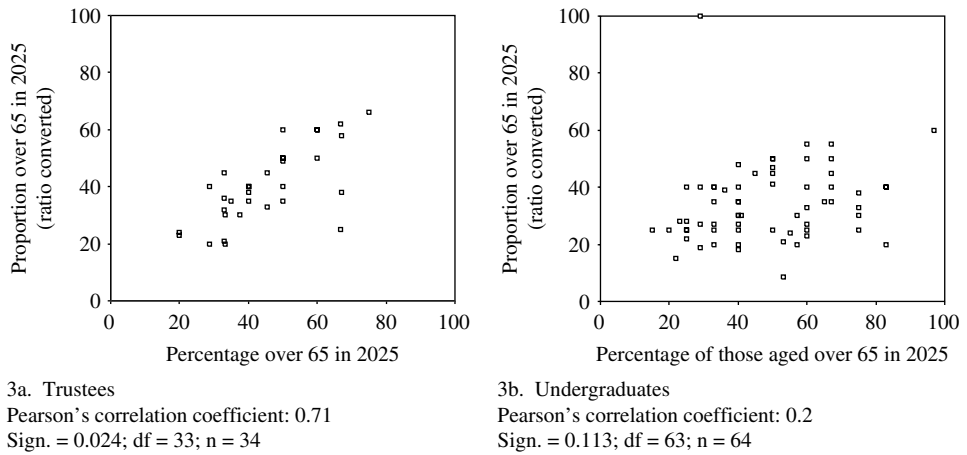 Proportion over 65 in 2025
(ratio converted)
100
80
60
40
20
0
0 20 40 60 80 100
Percentage over 65 in 2025
3a. Trustees
Pearson's correlation coefficient: 0.71
Sign. = 0.024; df = 33; n = 34
Proportion over 65 in 2025
(ratio converted)
100
80
60
40
20
0
0 20 40 60 80 100
Percentage of those aged over 65 in 2025
3b. Undergraduates
Pearson's correlation coefficient: 0.2
Sign. = 0.113; df = 63; n = 64